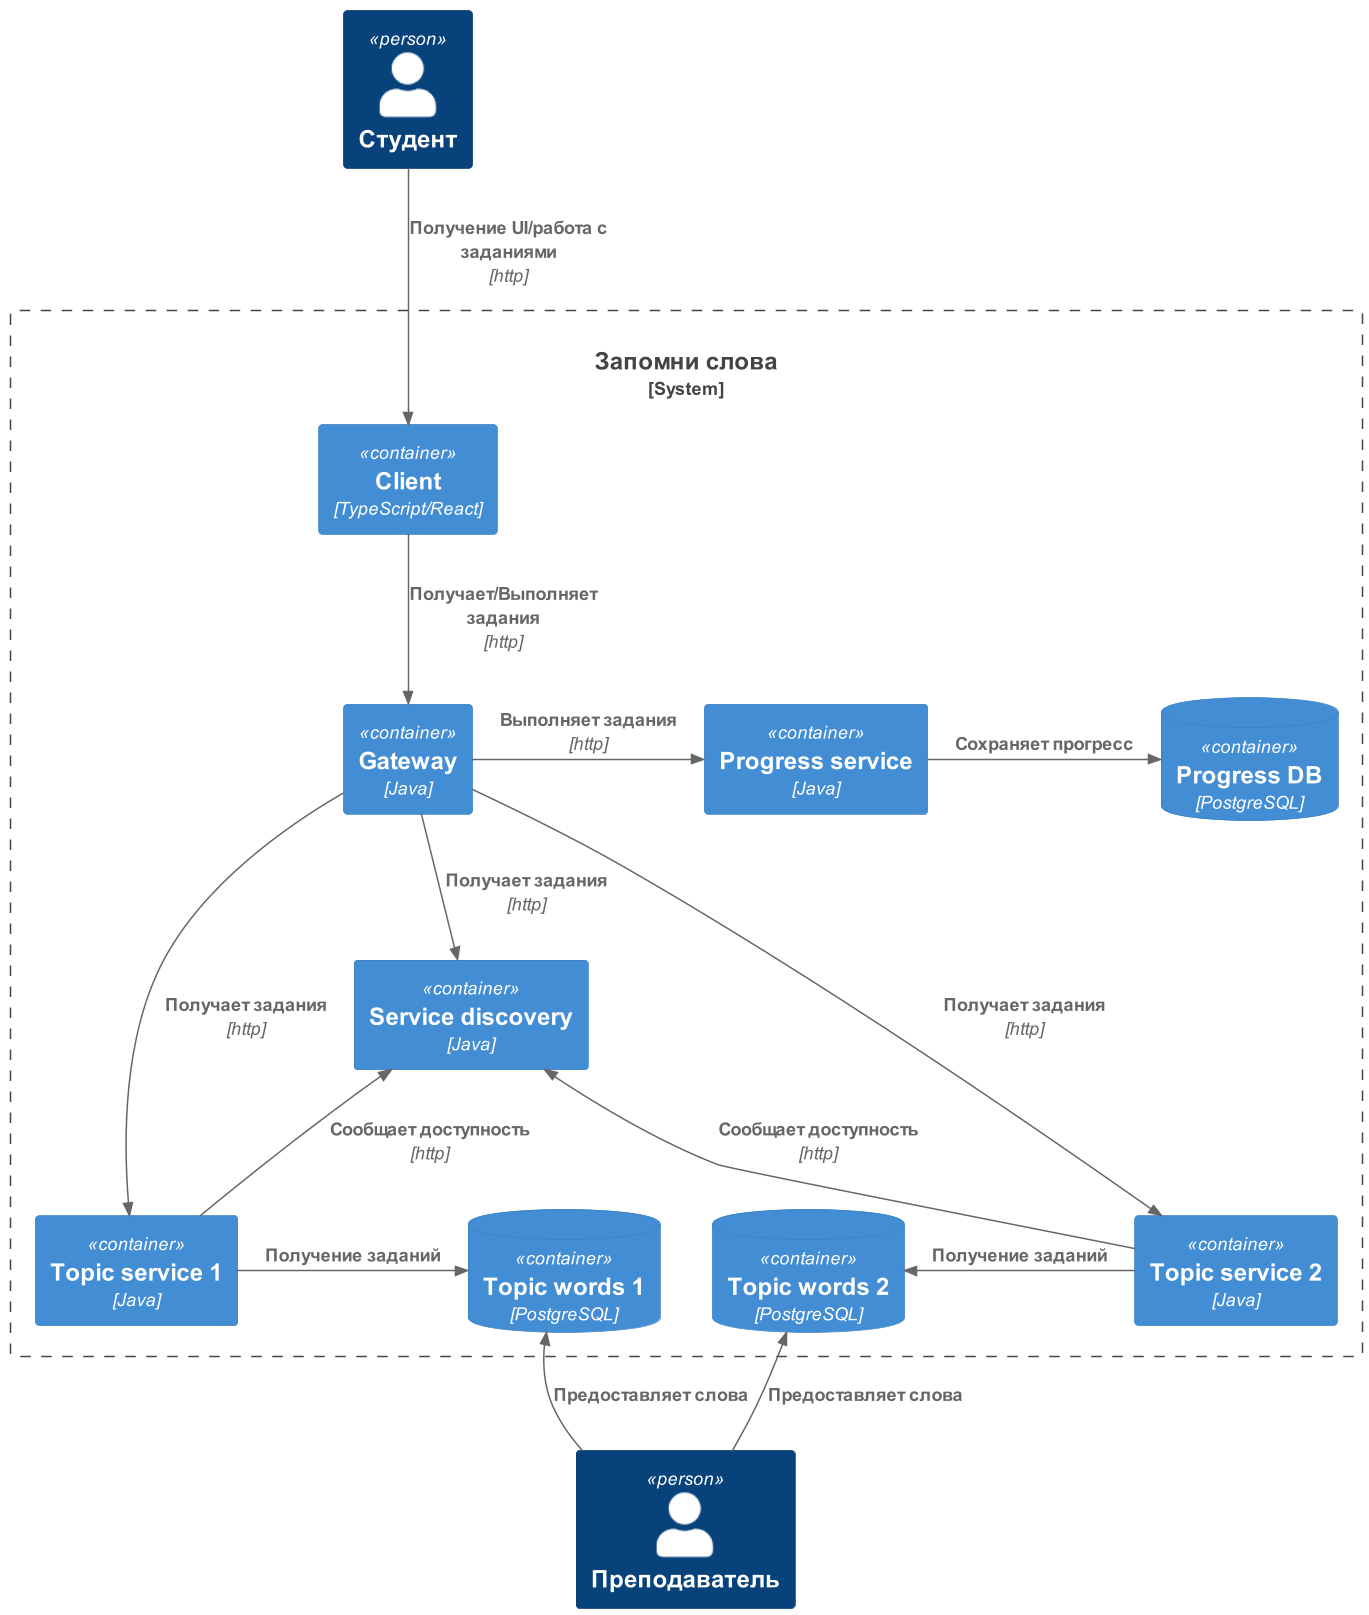 «person»
Студент
Получение UI/работа с
заданиями
[http]
Запомни слова
[System]
«container»
Client
[TypeScript/React]
Получает/Выполняет
задания
[http]
«container»
Gateway
[Java]
Выполняет задания
[http]
«container»
Progress service
[Java]
Сохраняет прогресс
«container»
Progress DB
[PostgreSQL]
Получает задания
[http]
«container»
Service discovery
[Java]
Получает задания
[http]
Получает задания
[http]
Сообщает доступность
[http]
Сообщает доступность
[http]
«container»
Topic service 1
[Java]
Получение заданий
«container»
Topic words 1
[PostgreSQL]
«container»
Topic words 2
[PostgreSQL]
Получение заданий
«container»
Topic service 2
[Java]
Предоставляет слова
Предоставляет слова
«person»
Преподаватель